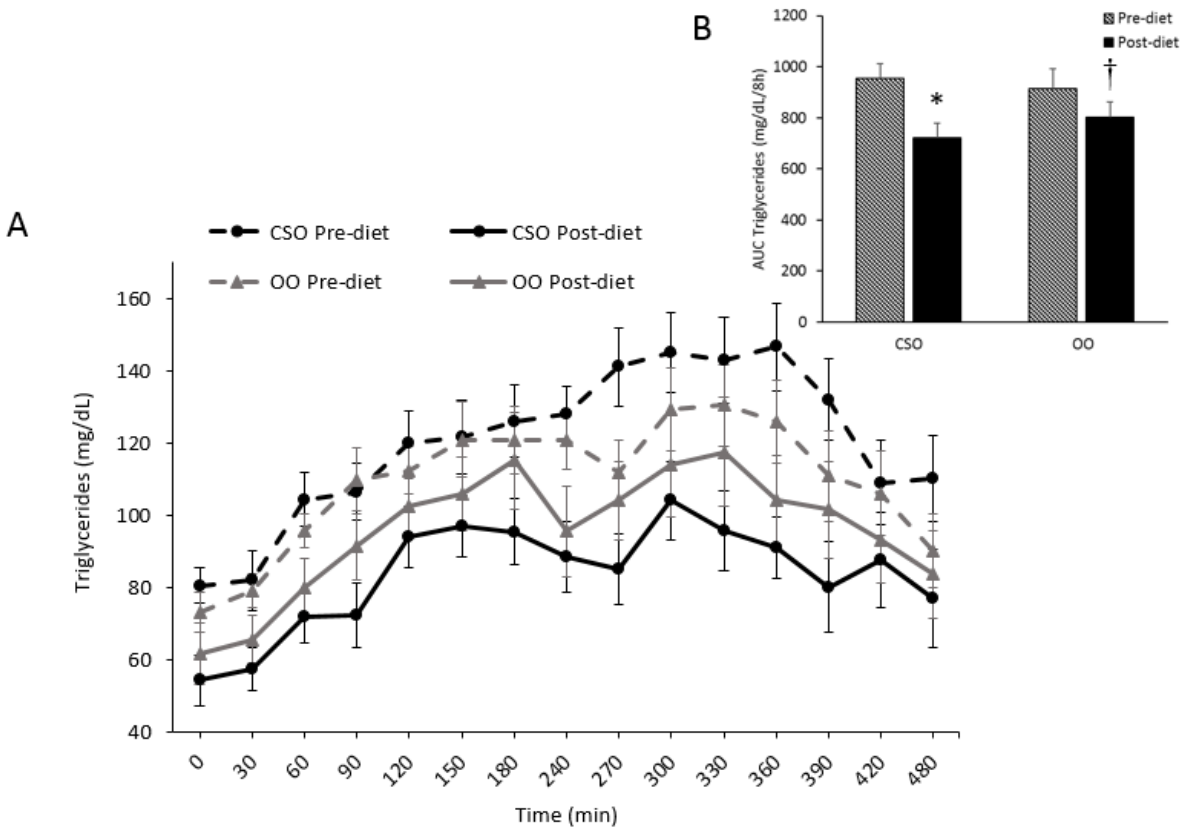 B
1200
1000
800
600
400
200
0
AUC Triglycerides (mg/dL/8h)
Pre-diet
Post-diet
*
†
CSO OO
A
CSO Pre-diet CSO Post-diet
OO Pre-diet OO Post-diet
160
140
120
100
80
60
40
Triglycerides (mg/dL)
0 30 60 90 120 150 180 240 270 300 330 360 390 420 480
Time (min)